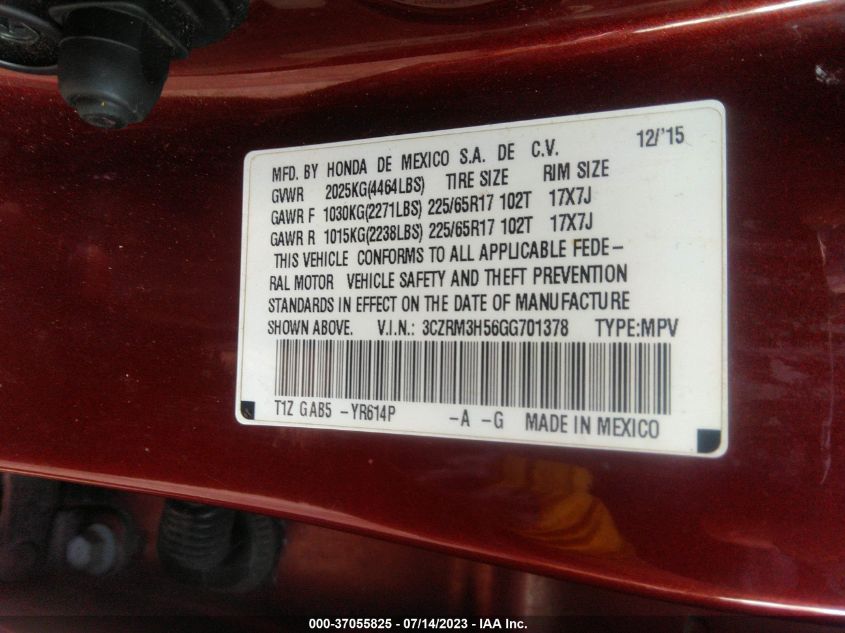 12/'15
MFD. BY HONDA DE MEXICO S.A. DE C.V.
GVWR 2025KG(4464LBS) TIRE SIZE RIM SIZE
GAWR F 1030KG(2271LBS) 225/65R17 102T 17X7J
GAWR R 1015KG(2238LBS) 225/65R17 102T 17X7J
THIS VEHICLE CONFORMS TO ALL APPLICABLE FEDE-
RAL MOTOR VEHICLE SAFETY AND THEFT PREVENTION
STANDARDS IN EFFECT ON THE DATE OF MANUFACTURE
SHOWN ABOVE. V.I.N.: 3CZRM3H56GG701378 TYPE:MPV
T1Z GAB5 -YR614P -A -G MADE IN MEXICO
000-37055825 - 07/14/2023 - IAA Inc.